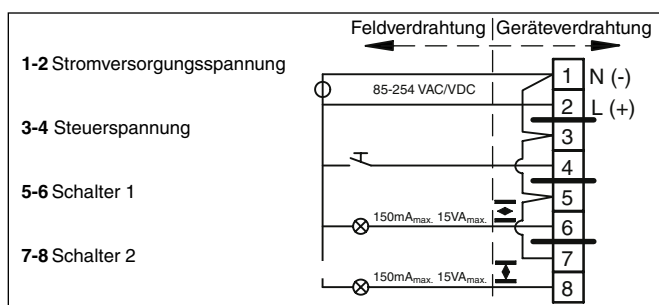 Feldverdrahtung Geräteverdrahtung
1-2 Stromversorgungsspannung
85-254 VAC/VDC
1 N (-)
2 L (+)
3-4 Steuerspannung
3
4
5-6 Schalter 1
5
150mAmax. 15VAmax.
6
7-8 Schalter 2
7
150mAmax. 15VAmax.
8